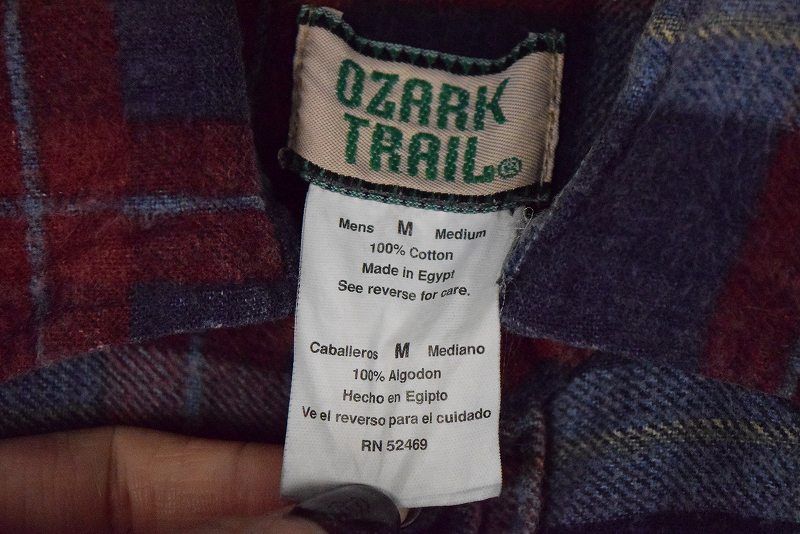 OZARK
TRAIL®
Mens M Medium
100% Cotton
Made in Egypt
See reverse for care.
Caballeros M Mediano
100% Algodon
Hecho en Egipto
Ve el reverso para el cuidado
RN 52469